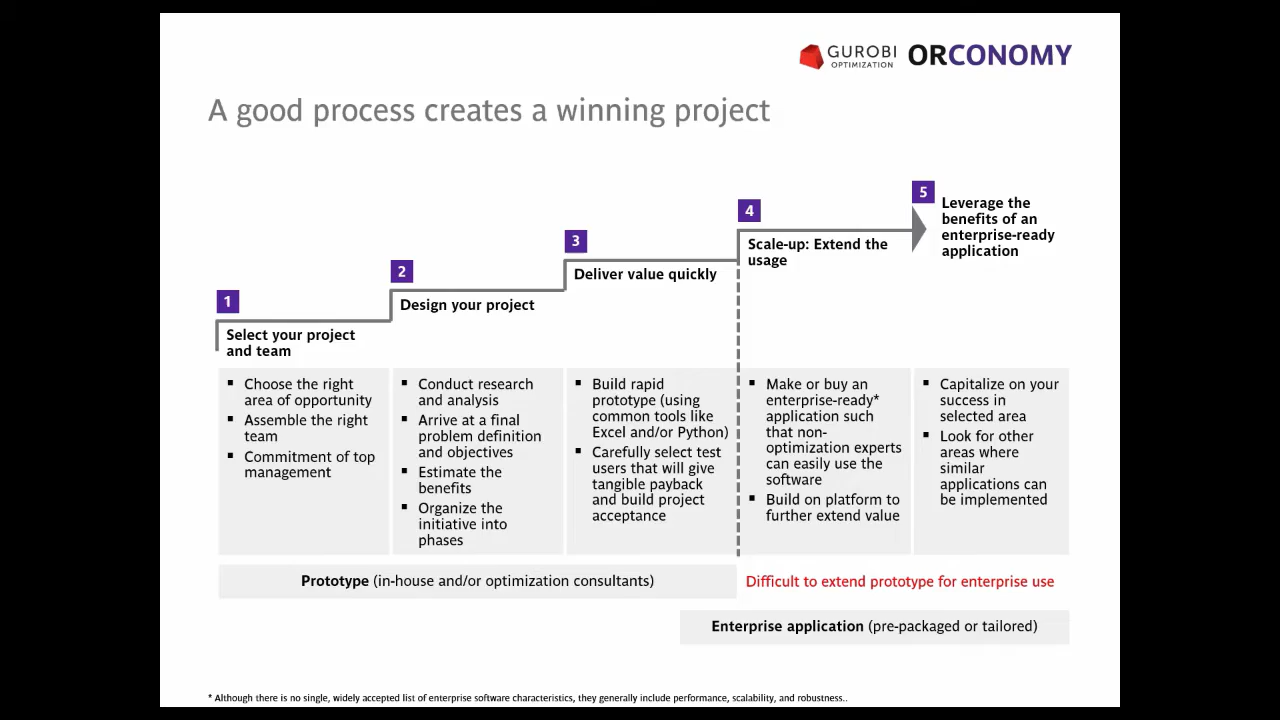 GUROBI
OPTIMIZATION
ORCONOMY
A good process creates a winning project
1
Select your project
and team
2
Design your project
3
Deliver value quickly
4
Scale-up: Extend the
usage
5
Leverage the
benefits of an
enterprise-ready
application
▪ Choose the right
area of opportunity
▪ Assemble the right
team
▪ Commitment of top
management
▪ Conduct research
and analysis
▪ Arrive at a final
problem definition
and objectives
▪ Estimate the
benefits
▪ Organize the
initiative into
phases
▪ Build rapid
prototype (using
common tools like
Excel and/or Python)
▪ Carefully select test
users that will give
tangible payback
and build project
acceptance
▪ Make or buy an
enterprise-ready*
application such
that non-
optimization experts
can easily use the
software
▪ Build on platform to
further extend value
▪ Capitalize on your
success in
selected area
▪ Look for other
areas where
similar
applications can
be implemented
Prototype (in-house and/or optimization consultants)
Difficult to extend prototype for enterprise use
Enterprise application (pre-packaged or tailored)
* Although there is no single, widely accepted list of enterprise software characteristics, they generally include performance, scalability, and robustness..